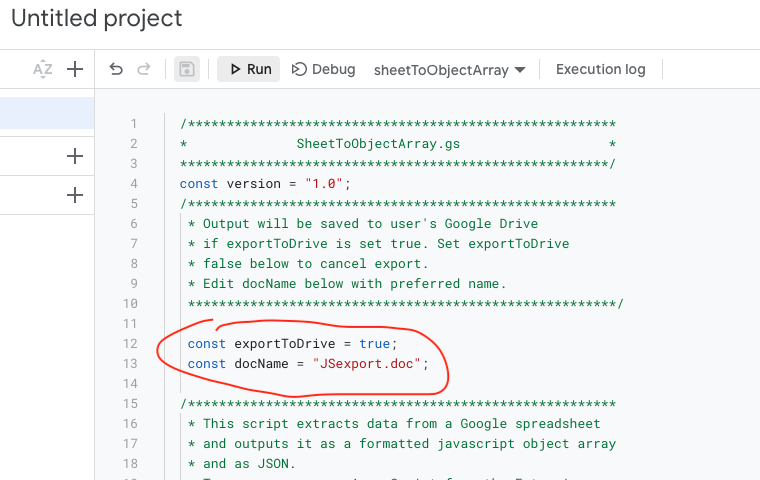 Untitled project
AZ Run Debug sheetToObjectArray Execution log
1 /*******************************************************
2 * SheetToObjectArray.gs *
3 *******************************************************/
4 const version = "1.0";
5 /*******************************************************
6 * Output will be saved to user's Google Drive
7 * if exportToDrive is set true. Set exportToDrive
8 * false below to cancel export.
9 * Edit docName below with preferred name.
10 *******************************************************/
11
12 const exportToDrive = true;
13 const docName = "JSexport.doc";
14
15 /*******************************************************
16 * This script extracts data from a Google spreadsheet
17 * and outputs it as a formatted javascript object array
18 * and as JSON.